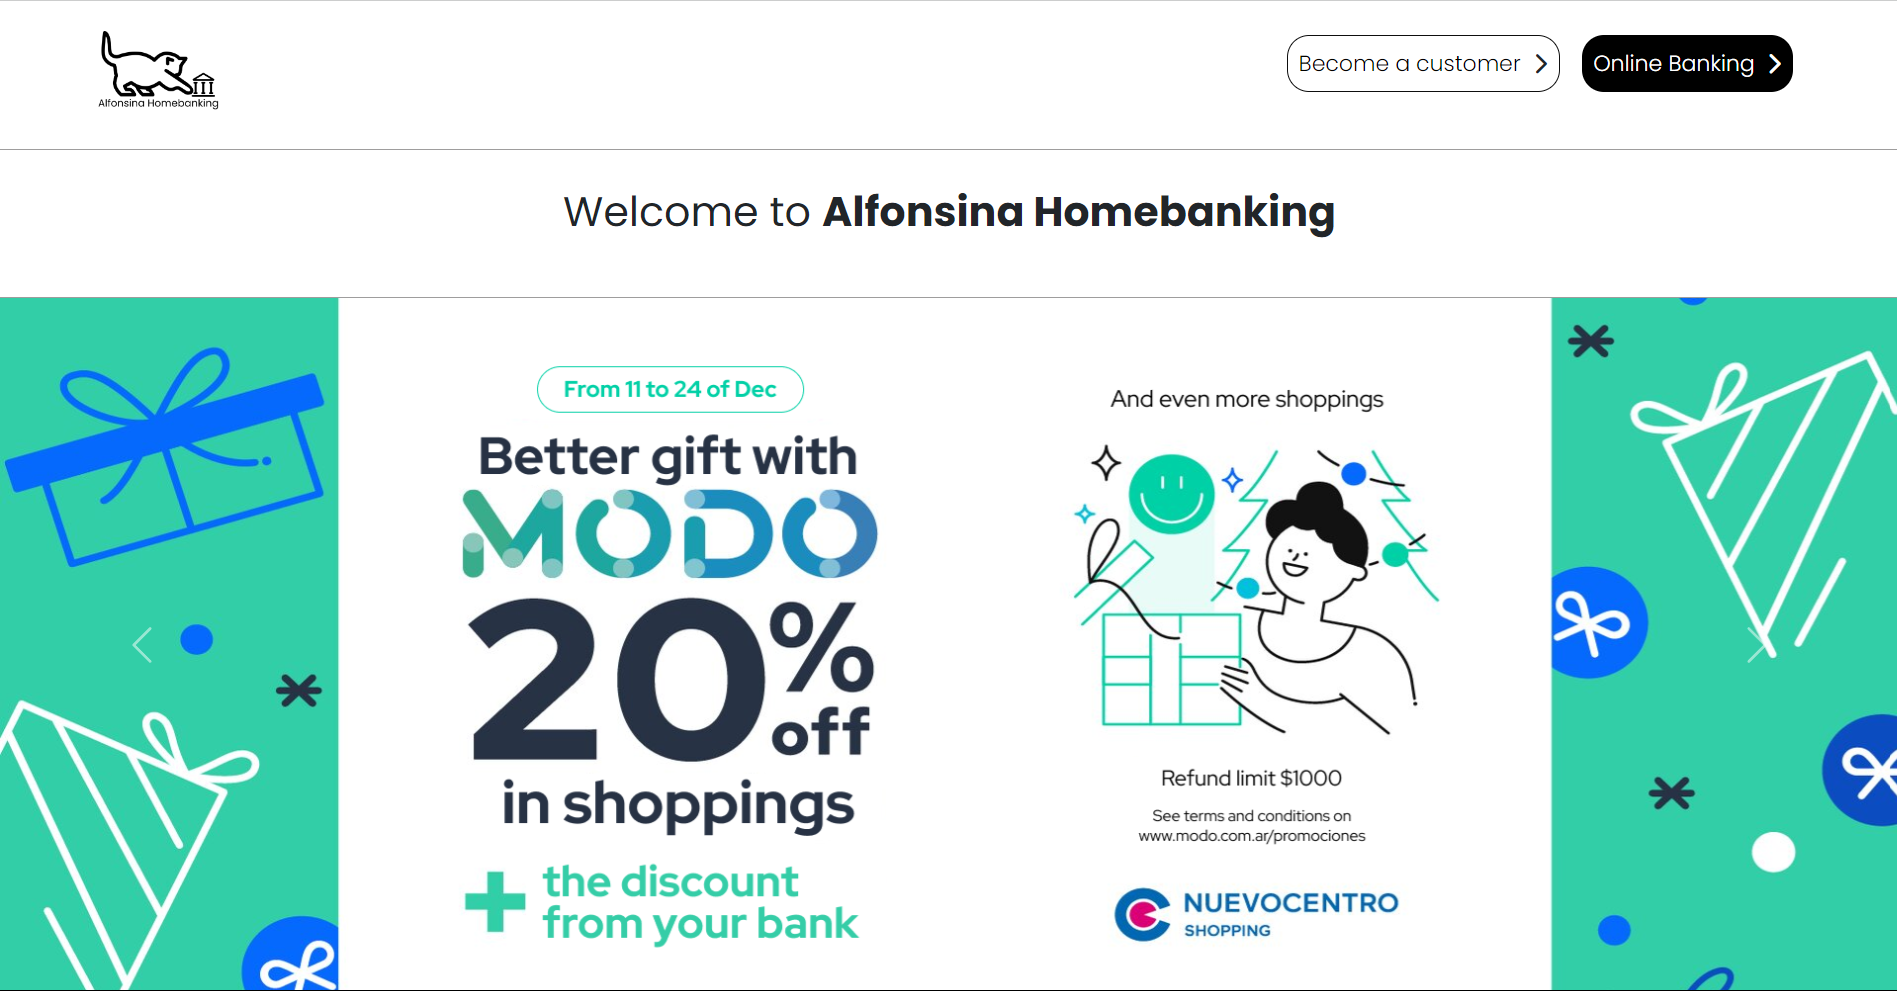 Alfonsina Homebanking
Become a customer
Online Banking
Welcome to Alfonsina Homebanking
From 11 to 24 of Dec
Better gift with
MODO
20% off
in shoppings
+ the discount
from your bank
And even more shoppings
Refund limit $1000
See terms and conditions on
www.modo.com.ar/promociones
NUEVOCENTRO
SHOPPING